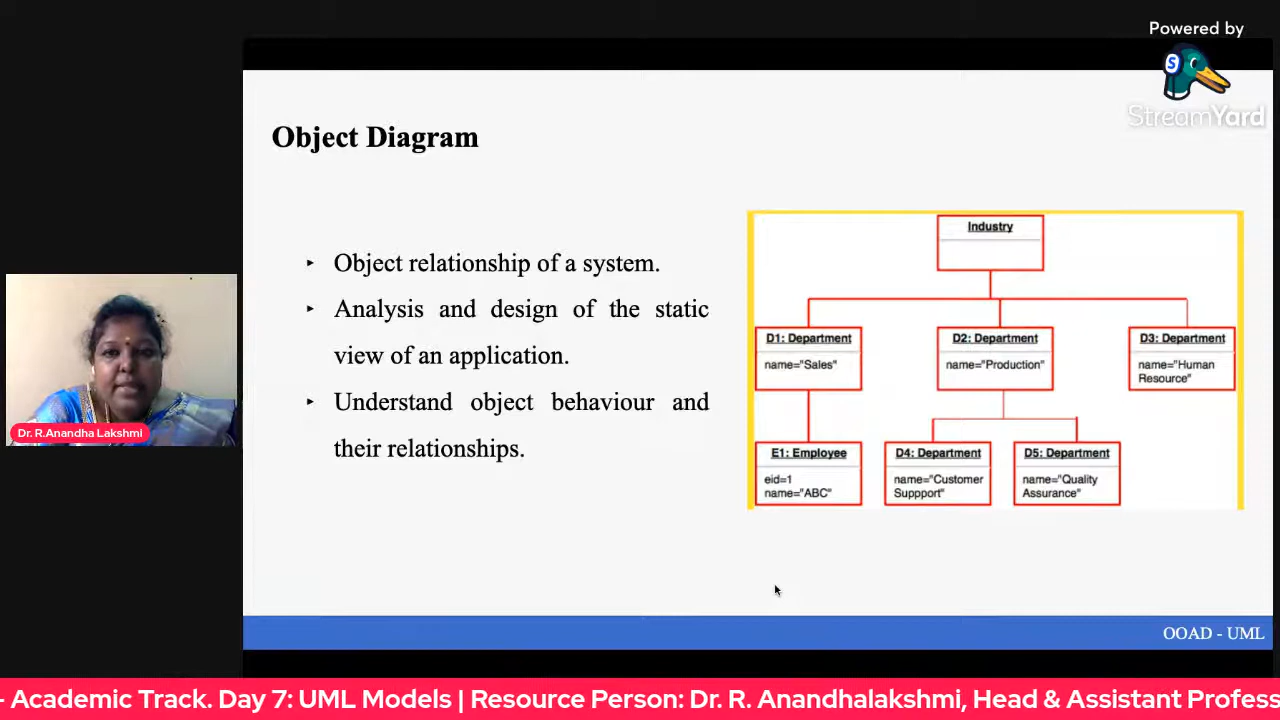 Powered by
S
StreamYard
Object Diagram
‣ Object relationship of a system.
‣ Analysis and design of the static
view of an application.
‣ Understand object behaviour and
their relationships.
Industry
D1: Department
name="Sales"
D2: Department
name="Production"
D3: Department
name="Human
Resource"
E1: Employee
eid=1
name="ABC"
D4: Department
name="Customer
Suppport"
D5: Department
name="Quality
Assurance"
Dr. R.Anandha Lakshmi
OOAD - UML
- Academic Track. Day 7: UML Models | Resource Person: Dr. R. Anandhalakshmi, Head & Assistant Profess